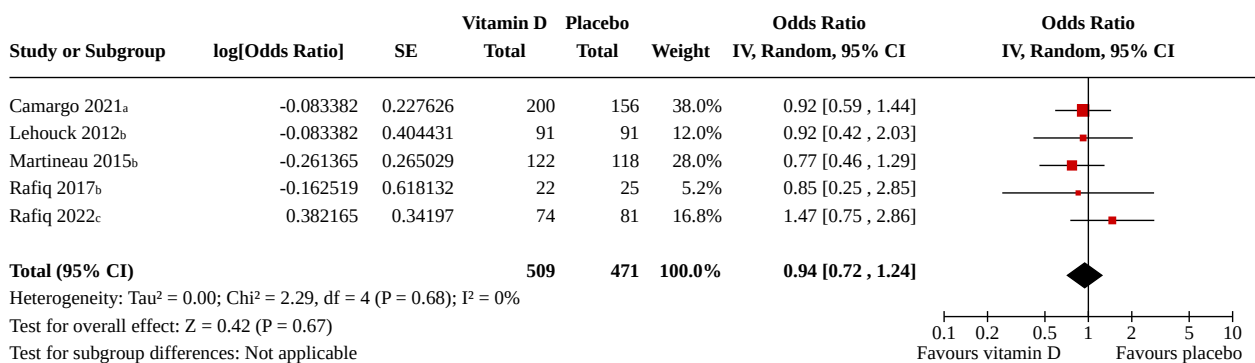 Vitamin D Placebo Odds Ratio Odds Ratio
Study or Subgroup log[Odds Ratio] SE Total Total Weight IV, Random, 95% CI IV, Random, 95% CI
Camargo 2021a -0.083382 0.227626 200 156 38.0% 0.92 [0.59 , 1.44]
Lehouck 2012b -0.083382 0.404431 91 91 12.0% 0.92 [0.42 , 2.03]
Martineau 2015b -0.261365 0.265029 122 118 28.0% 0.77 [0.46 , 1.29]
Rafiq 2017b -0.162519 0.618132 22 25 5.2% 0.85 [0.25 , 2.85]
Rafiq 2022c 0.382165 0.34197 74 81 16.8% 1.47 [0.75 , 2.86]
Total (95% CI) 509 471 100.0% 0.94 [0.72 , 1.24]
Heterogeneity: Tau² = 0.00; Chi² = 2.29, df = 4 (P = 0.68); I² = 0%
Test for overall effect: Z = 0.42 (P = 0.67)
0.1 0.2 0.5 1 2 5 10
Test for subgroup differences: Not applicable
Favours vitamin D Favours placebo